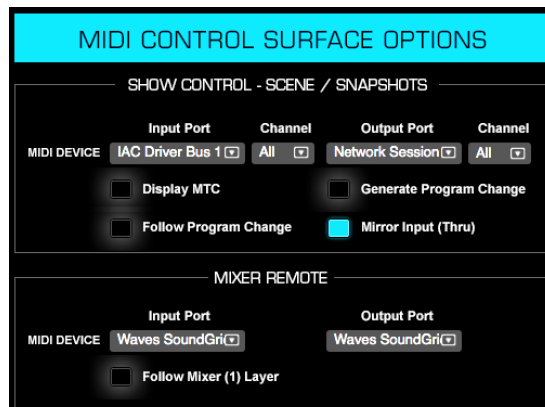 MIDI CONTROL SURFACE OPTIONS
SHOW CONTROL - SCENE / SNAPSHOTS
Input Port Channel Output Port Channel
MIDI DEVICE IAC Driver Bus 1 All Network Session All
Display MTC Generate Program Change
Follow Program Change Mirror Input (Thru)
MIXER REMOTE
Input Port Output Port
MIDI DEVICE Waves SoundGri Waves SoundGri
Follow Mixer (1) Layer